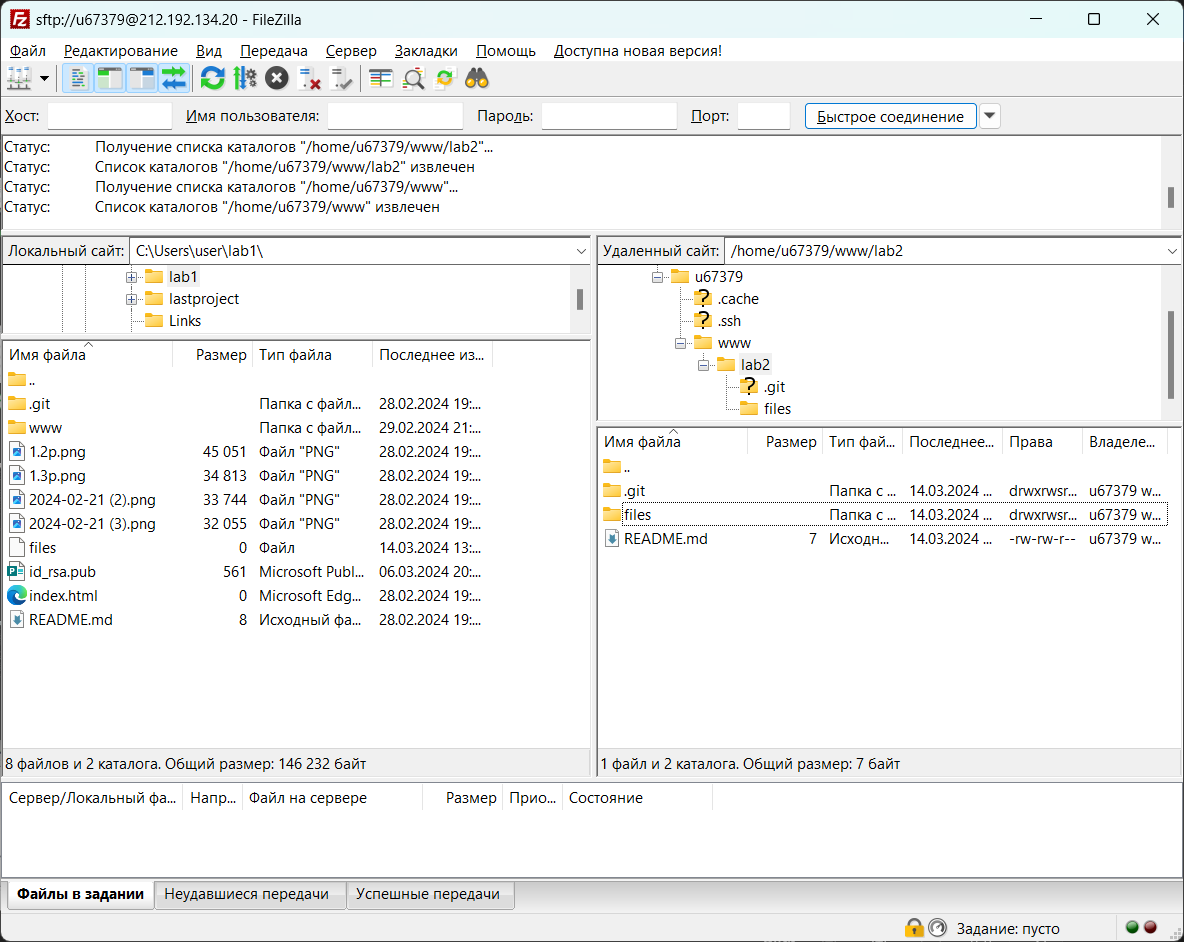 sftp://u67379@212.192.134.20 - FileZilla
Файл Редактирование Вид Передача Сервер Закладки Помощь Доступна новая версия!
Хост: Имя пользователя: Пароль: Порт: Быстрое соединение
Статус: Получение списка каталогов "/home/u67379/www/lab2"...
Статус: Список каталогов "/home/u67379/www/lab2" извлечен
Статус: Получение списка каталогов "/home/u67379/www"...
Статус: Список каталогов "/home/u67379/www" извлечен
Локальный сайт: C:\Users\user\lab1\
lab1
lastproject
Links
Имя файла Размер Тип файла Последнее из...
..
.git Папка с файл... 28.02.2024 19:...
www Папка с файл... 29.02.2024 21:...
1.2p.png 45 051 Файл "PNG" 28.02.2024 19:...
1.3p.png 34 813 Файл "PNG" 28.02.2024 19:...
2024-02-21 (2).png 33 744 Файл "PNG" 28.02.2024 19:...
2024-02-21 (3).png 32 055 Файл "PNG" 28.02.2024 19:...
files 0 Файл 14.03.2024 13:...
id_rsa.pub 561 Microsoft Publ... 06.03.2024 20:...
index.html 0 Microsoft Edg... 28.02.2024 19:...
README.md 8 Исходный фа... 28.02.2024 19:...
8 файлов и 2 каталога. Общий размер: 146 232 байт
Удаленный сайт: /home/u67379/www/lab2
u67379
.cache
.ssh
www
lab2
.git
files
Имя файла Размер Тип фай... Последнее... Права Владеле...
..
.git Папка с ... 14.03.2024 ... drwxrwsr... u67379 w...
files Папка с ... 14.03.2024 ... drwxrwsr... u67379 w...
README.md 7 Исходн... 14.03.2024 ... -rw-rw-r-- u67379 w...
1 файл и 2 каталога. Общий размер: 7 байт
Сервер/Локальный фа... Напр... Файл на сервере Размер Прио... Состояние
Файлы в задании Неудавшиеся передачи Успешные передачи
Задание: пусто